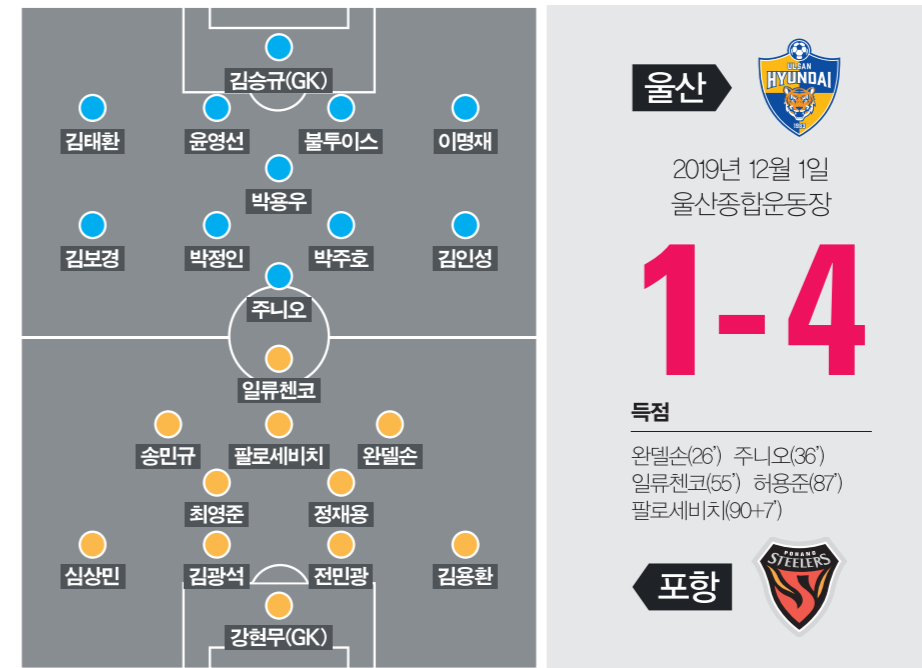 김승규(GK)
김태환 윤영선 불투이스 이명재
박용우
김보경 박정인 박주호 김인성
주니오
일류첸코
송민규 팔로세비치 완델손
최영준 정재용
심상민 김광석 전민광 김용환
강현무(GK)
울산
ULSAN
HYUNDAI
2019년 12월 1일
울산종합운동장
1-4
득점
완델손(26’) 주니오(36’)
일류첸코(55’) 허용준(87’)
팔로세비치(90+7’)
포항
POHANG
STEELERS